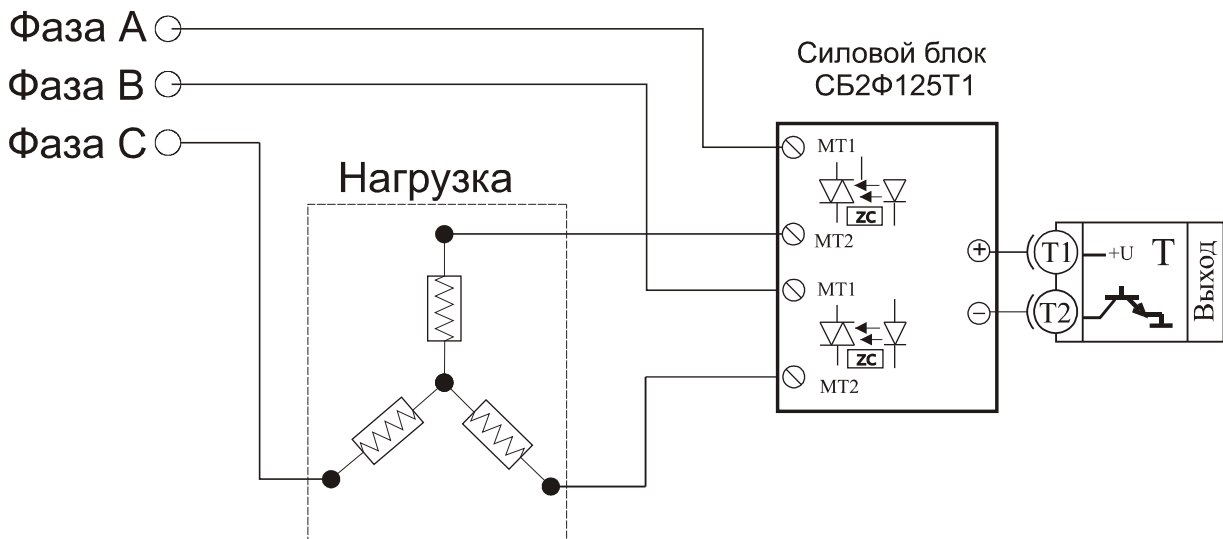 Фаза А
Фаза В
Фаза С
Силовой блок
СБ2Ф125Т1
Нагрузка
MT1
ZC
MT2
MT1
ZC
MT2
+
−
T1
T2
+U
T
Выход